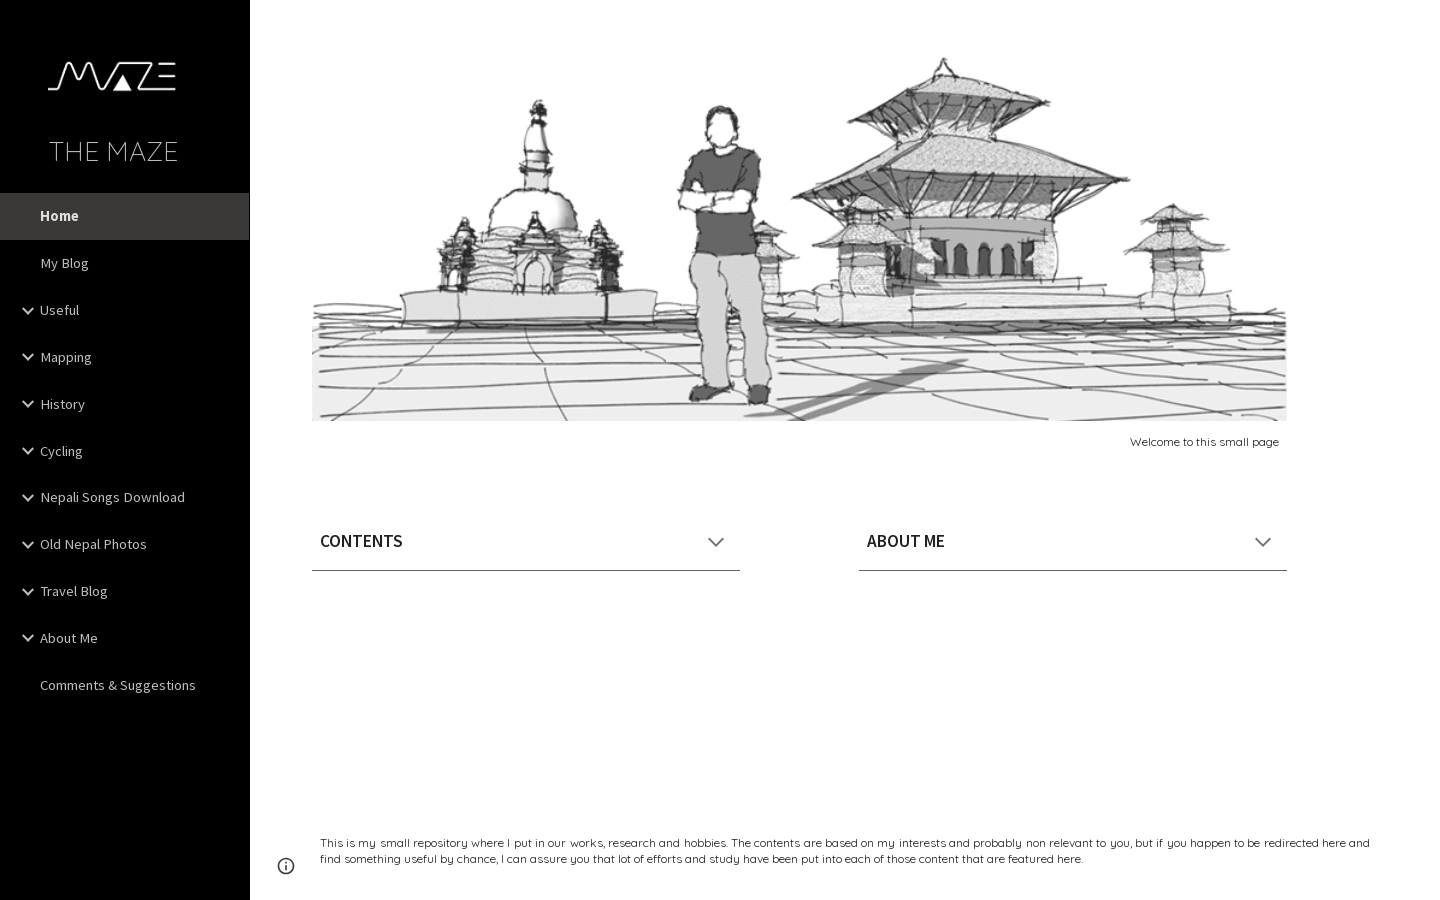 MAZE
THE MAZE
Home
My Blog
Useful
Mapping
History
Cycling
Nepali Songs Download
Old Nepal Photos
Travel Blog
About Me
Comments & Suggestions
Welcome to this small page
CONTENTS
ABOUT ME
This is my small repository where I put in our works, research and hobbies. The contents are based on my interests and probably non relevant to you, but if you happen to be redirected here and
find something useful by chance, I can assure you that lot of efforts and study have been put into each of those content that are featured here.